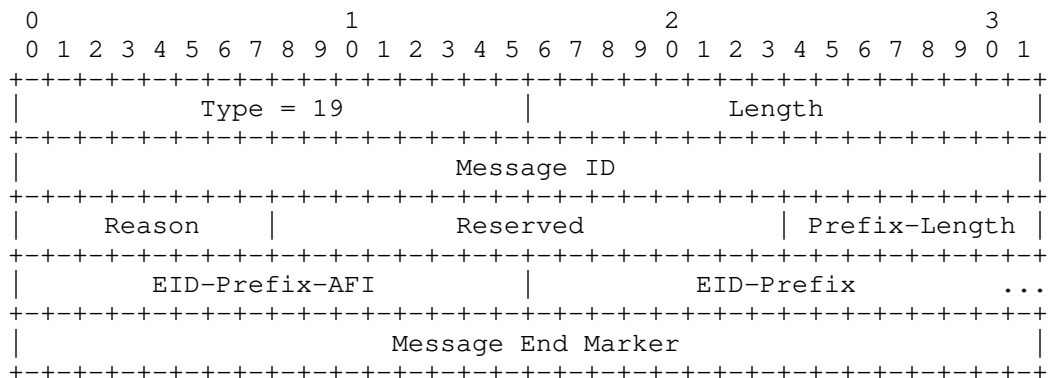 0                   1                   2                   3
 0 1 2 3 4 5 6 7 8 9 0 1 2 3 4 5 6 7 8 9 0 1 2 3 4 5 6 7 8 9 0 1
+-+-+-+-+-+-+-+-+-+-+-+-+-+-+-+-+-+-+-+-+-+-+-+-+-+-+-+-+-+-+-+-+
|           Type = 19           |            Length             |
+-+-+-+-+-+-+-+-+-+-+-+-+-+-+-+-+-+-+-+-+-+-+-+-+-+-+-+-+-+-+-+-+
|                          Message ID                           |
+-+-+-+-+-+-+-+-+-+-+-+-+-+-+-+-+-+-+-+-+-+-+-+-+-+-+-+-+-+-+-+-+
|     Reason    |           Reserved            | Prefix-Length |
+-+-+-+-+-+-+-+-+-+-+-+-+-+-+-+-+-+-+-+-+-+-+-+-+-+-+-+-+-+-+-+-+
|        EID-Prefix-AFI         |          EID-Prefix         ...
+-+-+-+-+-+-+-+-+-+-+-+-+-+-+-+-+-+-+-+-+-+-+-+-+-+-+-+-+-+-+-+-+
|                      Message End Marker                       |
+-+-+-+-+-+-+-+-+-+-+-+-+-+-+-+-+-+-+-+-+-+-+-+-+-+-+-+-+-+-+-+-+